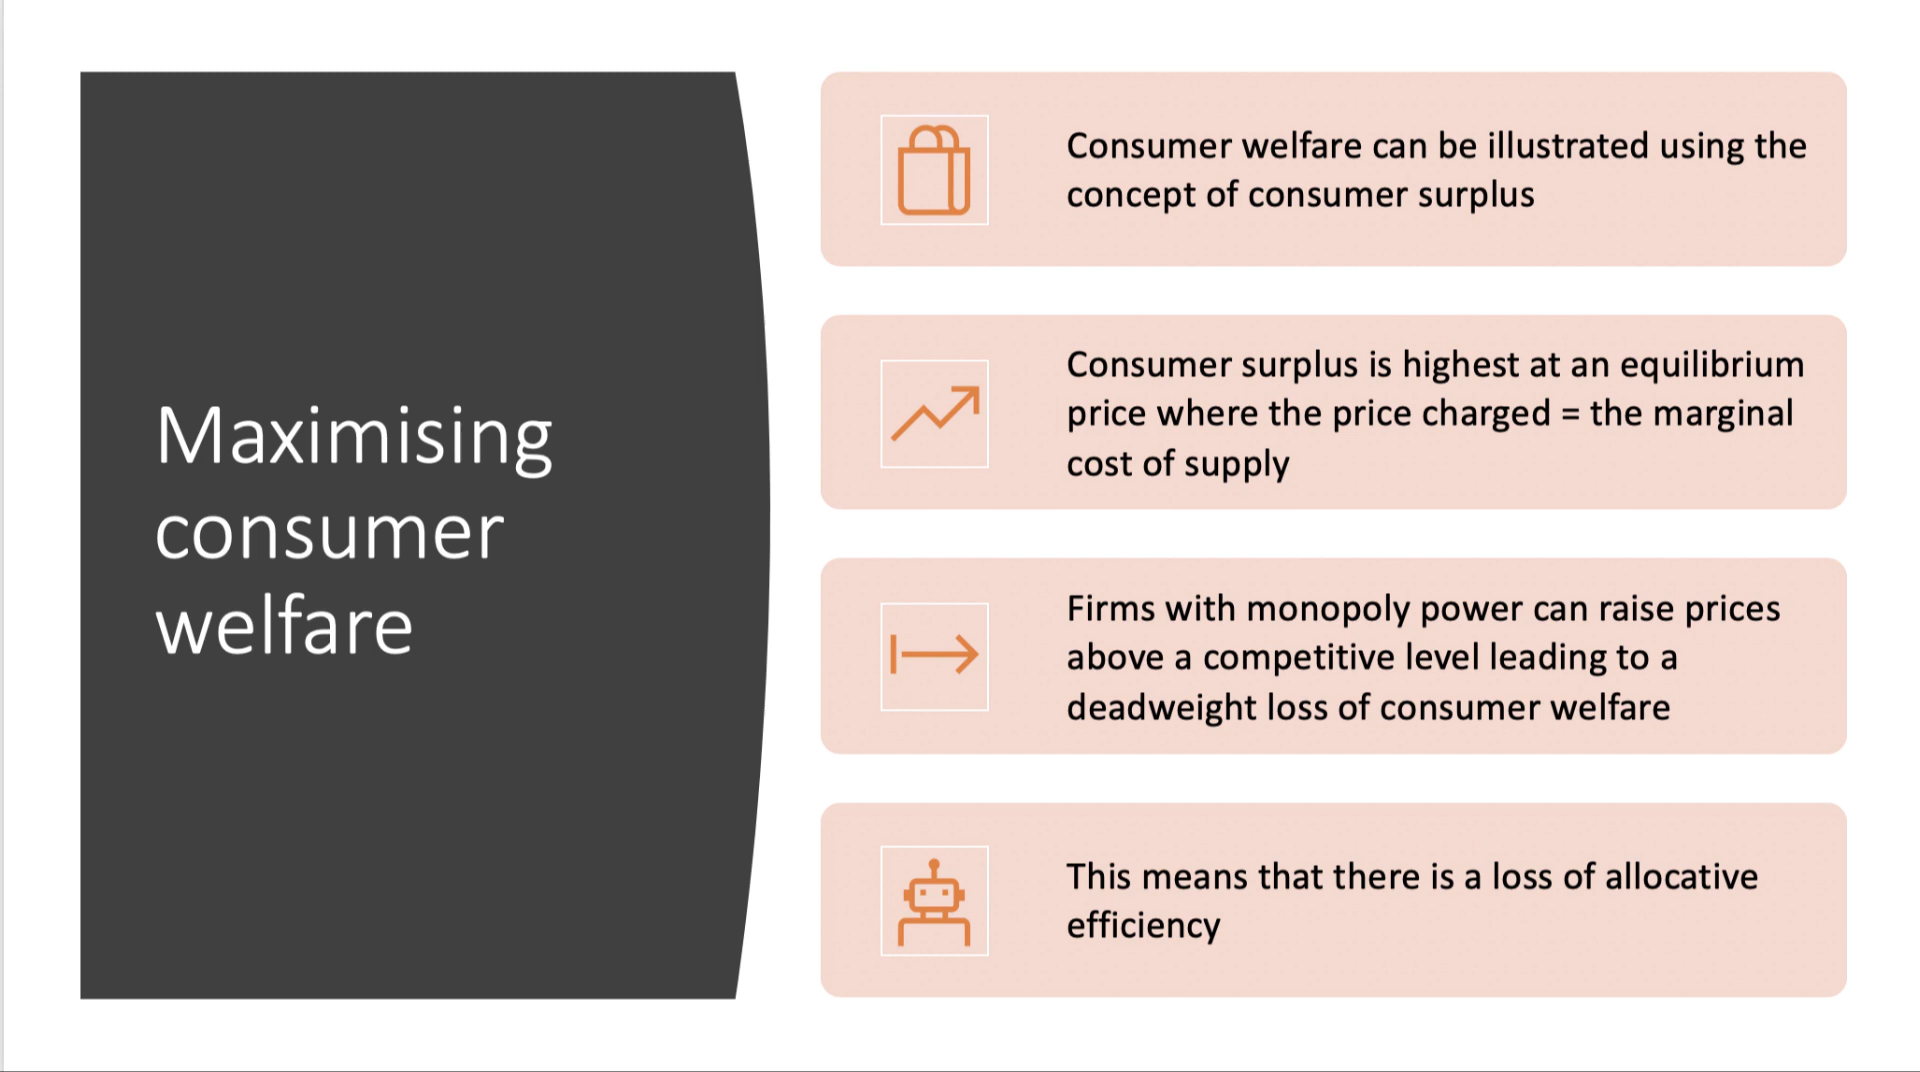 Maximising
consumer
welfare
Consumer welfare can be illustrated using the
concept of consumer surplus
Consumer surplus is highest at an equilibrium
price where the price charged = the marginal
cost of supply
Firms with monopoly power can raise prices
above a competitive level leading to a
deadweight loss of consumer welfare
This means that there is a loss of allocative
efficiency